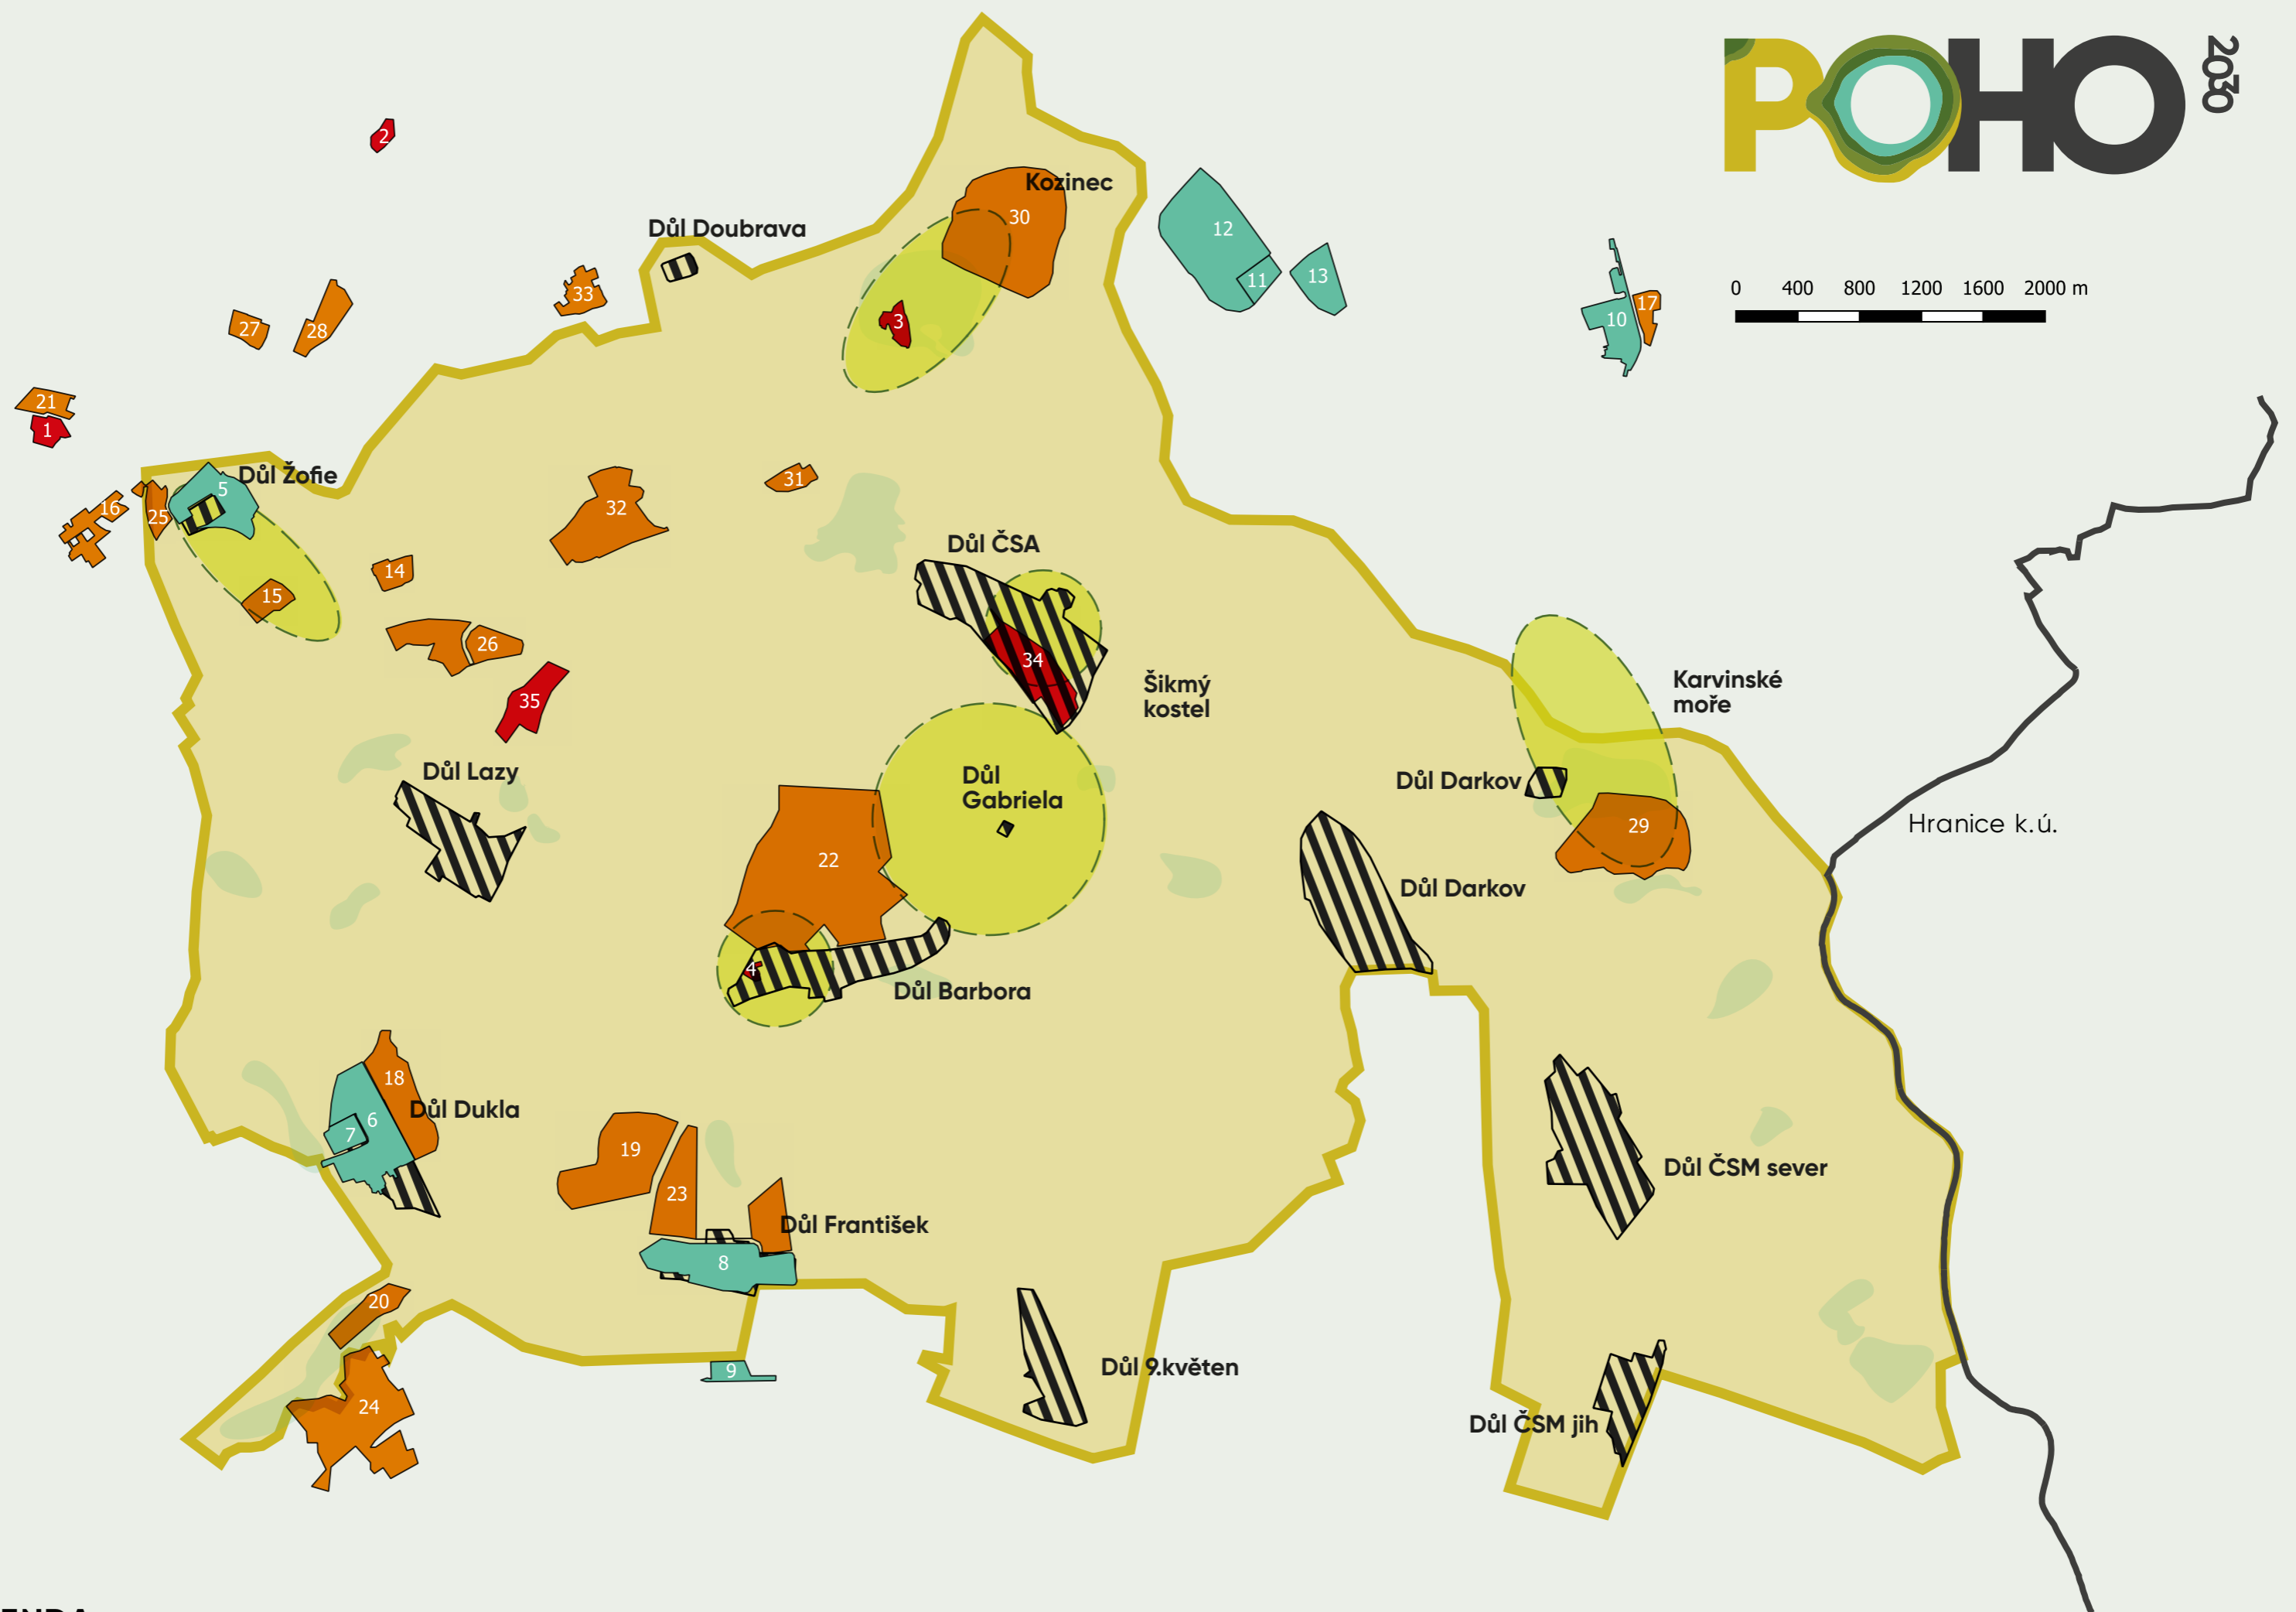 POHO
2030
2
Kozinec
30
12
Důl Doubrava
11
13
0 400 800 1200 1600 2000 m
33
17
10
27
28
3
21
1
Důl Žofie
5
31
16
25
32
Důl ČSA
14
15
26
34
Šikmý
kostel
Karvinské
moře
35
Důl Lazy
Důl
Gabriela
Důl Darkov
29
Hranice k.ú.
22
Důl Darkov
4
Důl Barbora
18
Důl Dukla
6
7
19
Důl ČSM sever
23
Důl František
8
20
9
Důl 9.květen
24
Důl ČSM jih